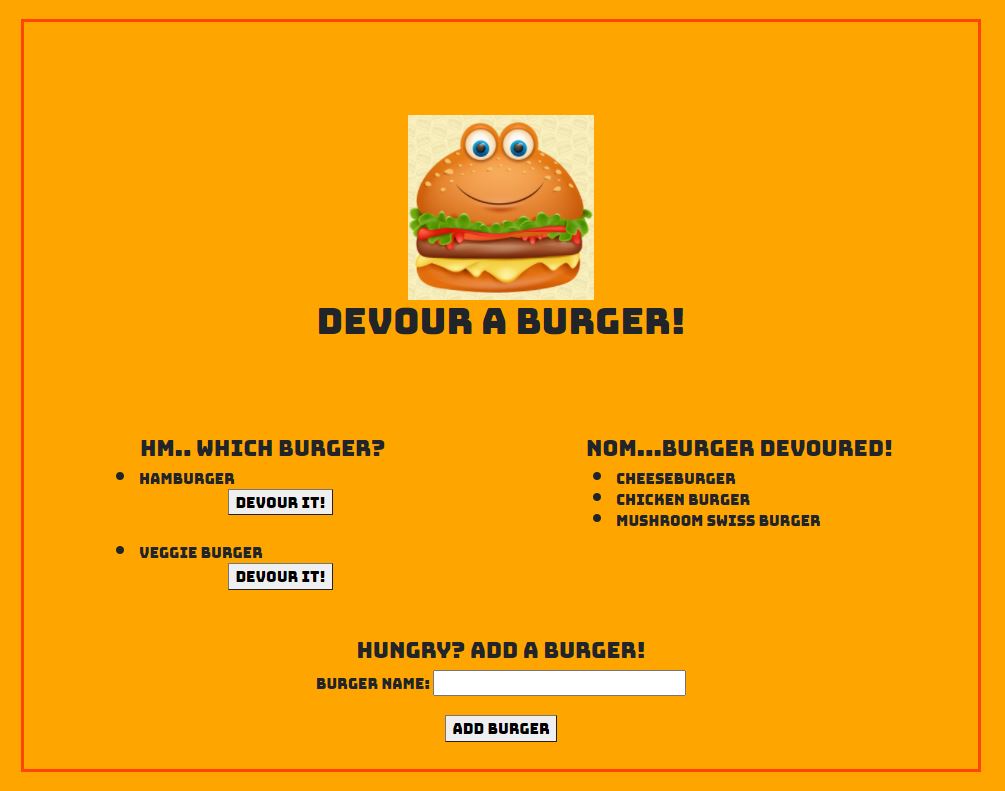 DEVOUR A BURGER!
HM.. WHICH BURGER?
HAMBURGER
DEVOUR IT!
VEGGIE BURGER
DEVOUR IT!
NOM...BURGER DEVOURED!
CHEESEBURGER
CHICKEN BURGER
MUSHROOM SWISS BURGER
HUNGRY? ADD A BURGER!
BURGER NAME:
ADD BURGER